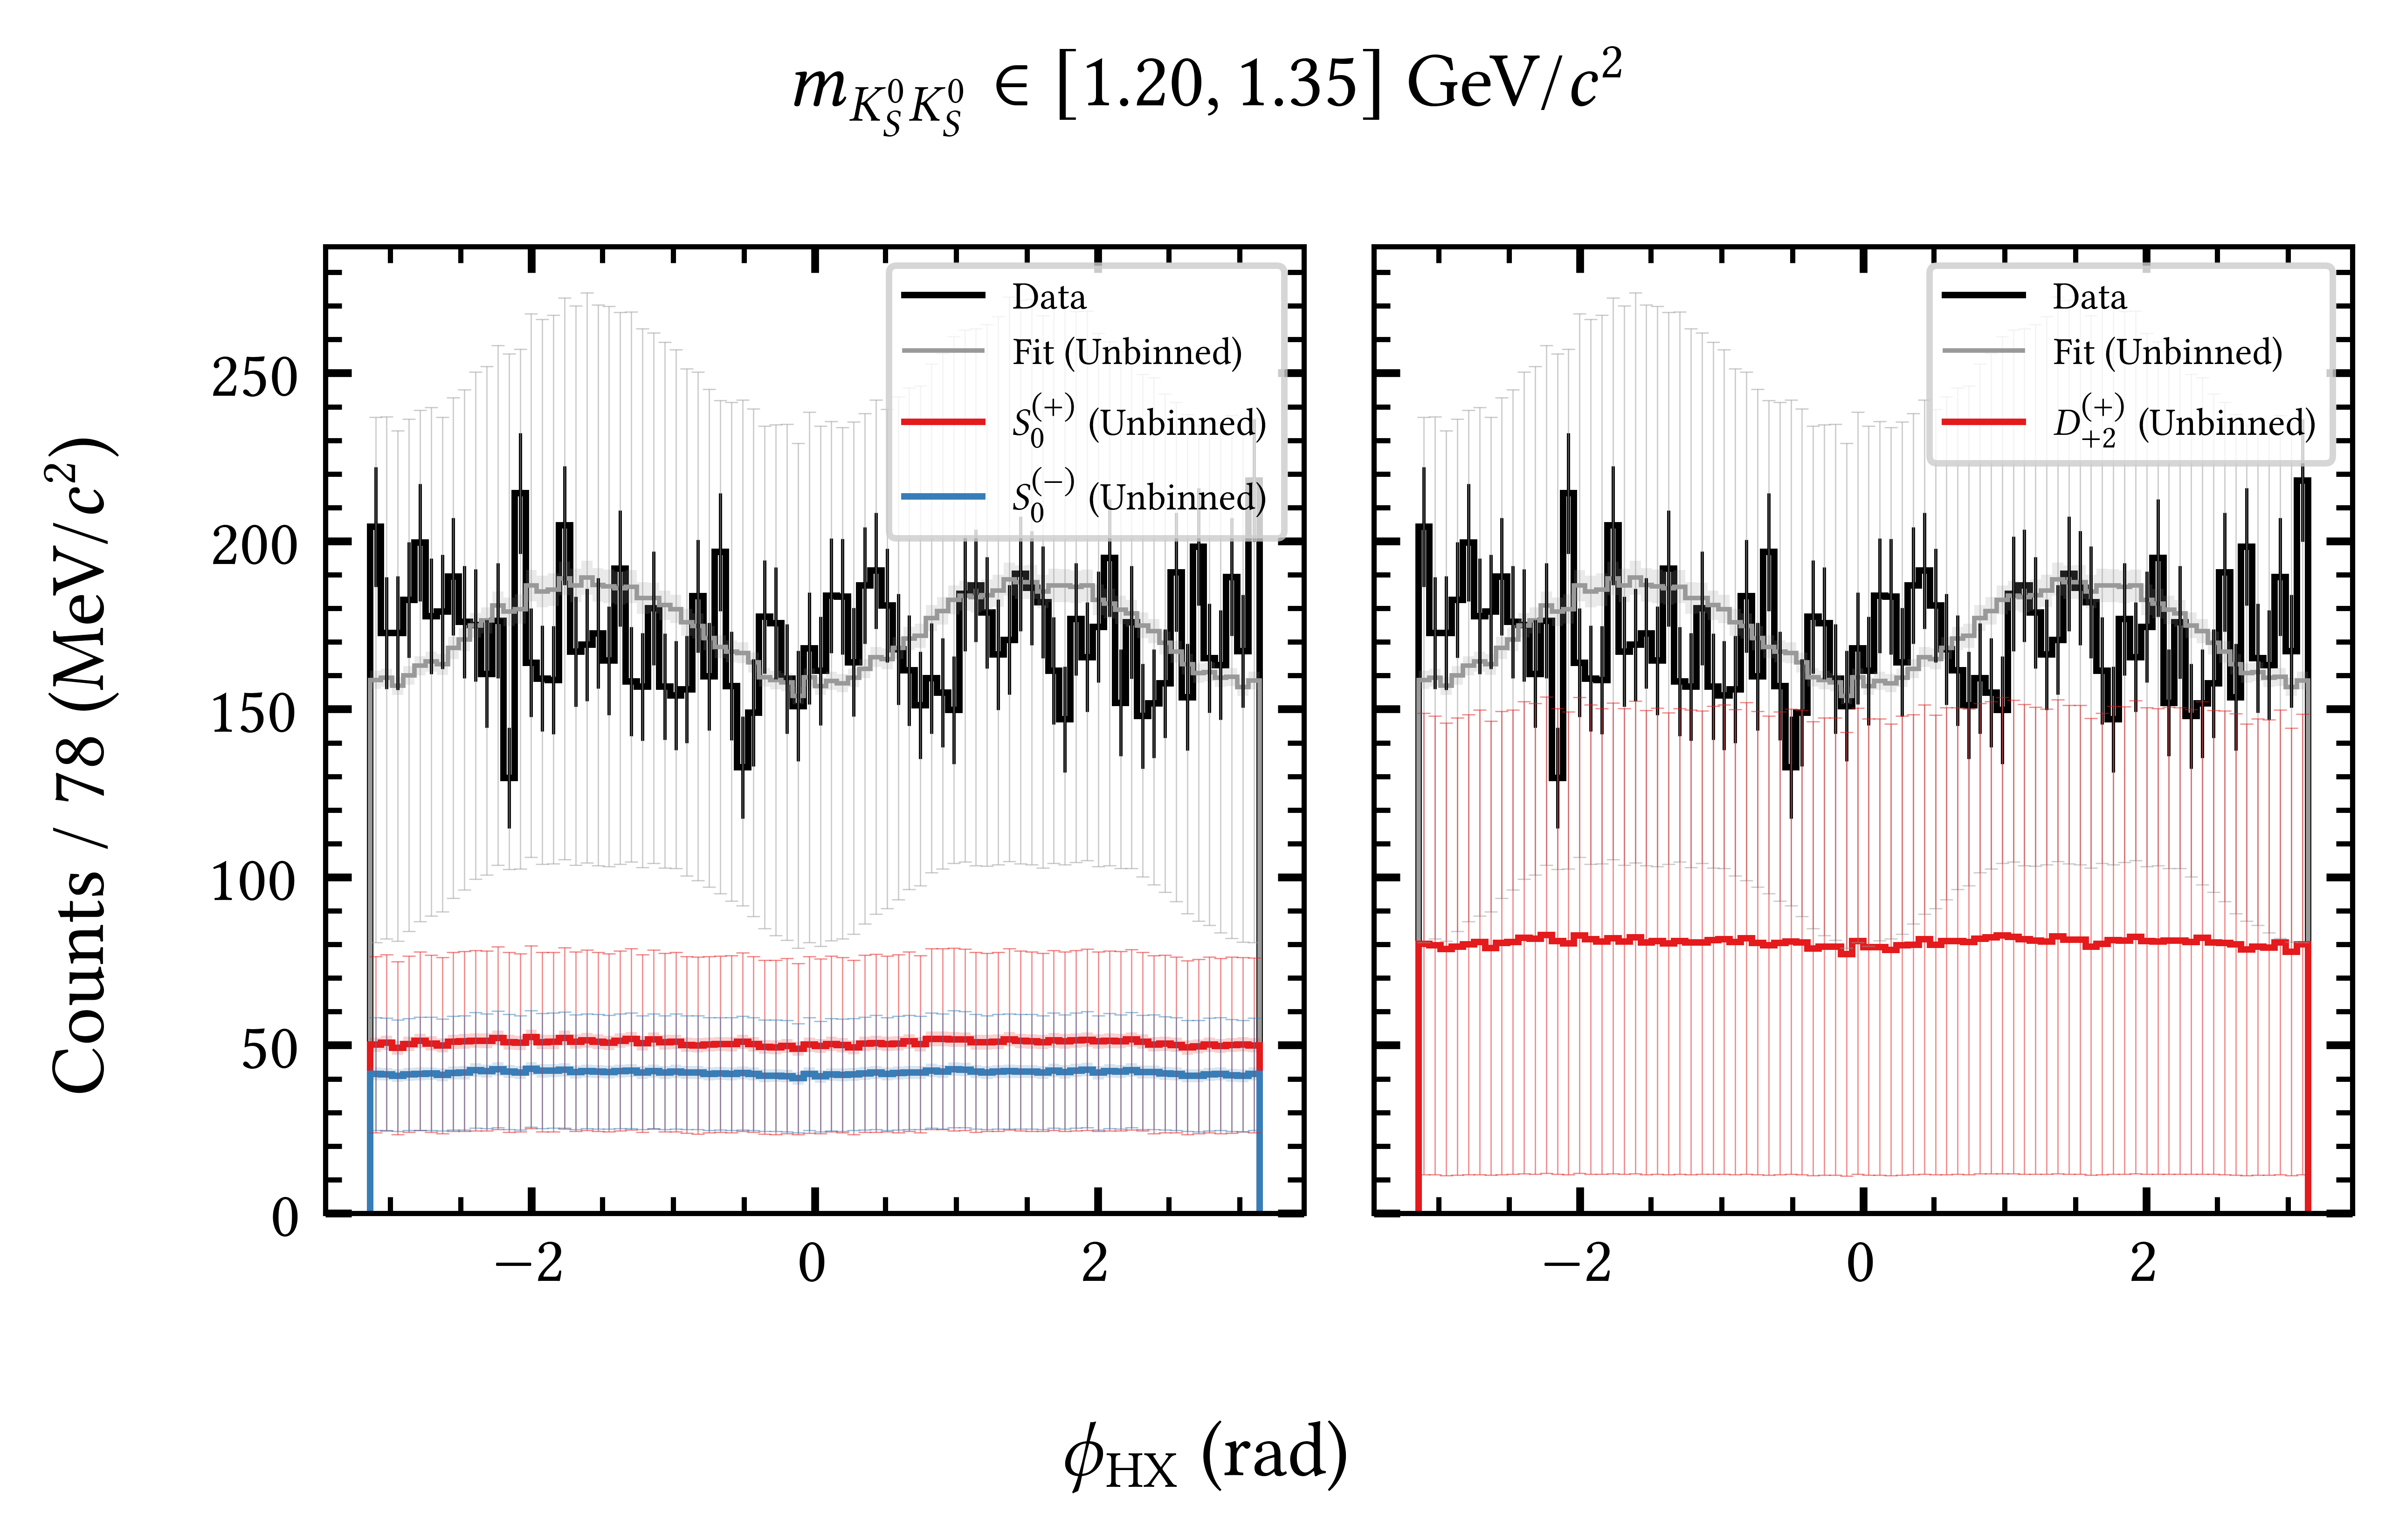 m_{K_S^0 K_S^0} ∈ [1.20, 1.35] GeV/c²
Counts / 78 (MeV/c²)
250
200
150
100
50
0
Data
Fit (Unbinned)
S_0^{(+)} (Unbinned)
S_0^{(−)} (Unbinned)
−2
0
2
Data
Fit (Unbinned)
D_{+2}^{(+)} (Unbinned)
−2
0
2
ϕ_HX (rad)